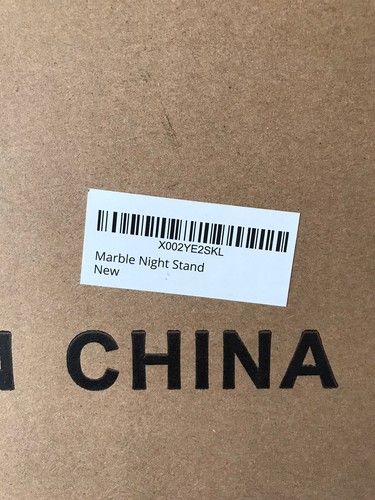 X002YE2SKL
Marble Night Stand
New
CHINA